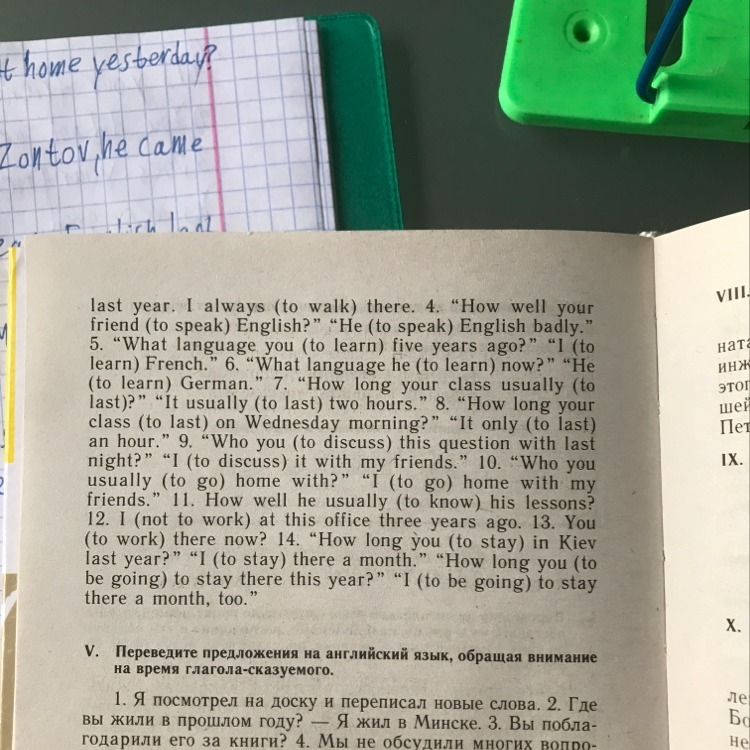 t home yesterday?
Zontov, he came
last year. I always (to walk) there. 4. “How well your
friend (to speak) English?” “He (to speak) English badly.”
5. “What language you (to learn) five years ago?” “I (to
learn) French.” 6. “What language he (to learn) now?” “He
(to learn) German.” 7. “How long your class usually (to
last)?” “It usually (to last) two hours.” 8. “How long your
class (to last) on Wednesday morning?” “It only (to last)
an hour.” 9. “Who you (to discuss) this question with last
night?” “I (to discuss) it with my friends.” 10. “Who you
usually (to go) home with?” “I (to go) home with my
friends.” 11. How well he usually (to know) his lessons?
12. I (not to work) at this office three years ago. 13. You
(to work) there now? 14. “How long you (to stay) in Kiev
last year?” “I (to stay) there a month.” “How long you (to
be going) to stay there this year?” “I (to be going) to stay
there a month, too.”
V. Переведите предложения на английский язык, обращая внимание
на время глагола-сказуемого.
1. Я посмотрел на доску и переписал новые слова. 2. Где
вы жили в прошлом году? — Я жил в Минске. 3. Вы побла-
годарили его за книги? 4. Мы не обсудили многих вопро-
VIII.
ната
инж
этог
шей
Пет
IX.
X.
ле
Бо
не